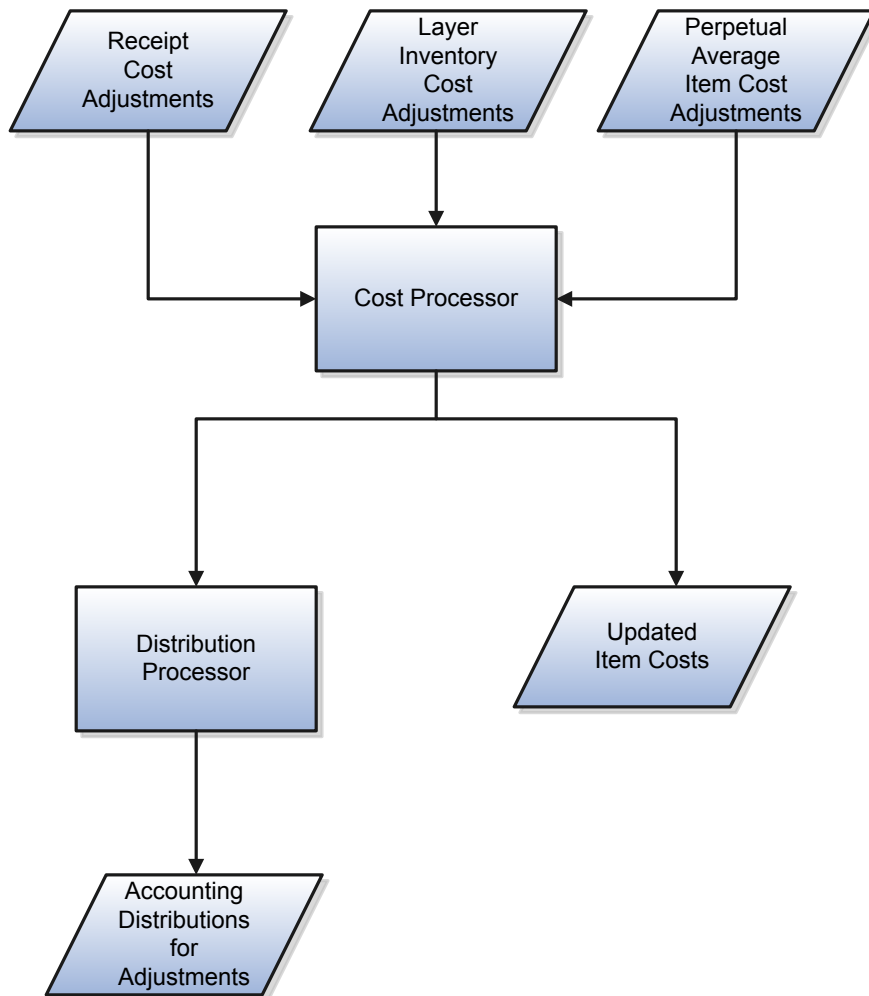 Receipt
Cost
Adjustments
Layer
Inventory
Cost
Adjustments
Perpetual
Average
Item Cost
Adjustments
Cost Processor
Distribution
Processor
Updated
Item Costs
Accounting
Distributions
for
Adjustments